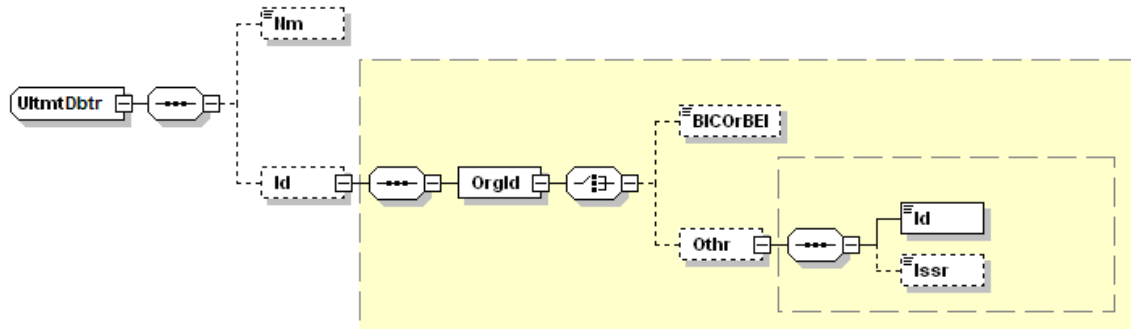 Nm
UltmtDbtr
BICOrBEI
Id
OrgId
Id
Othr
Issr